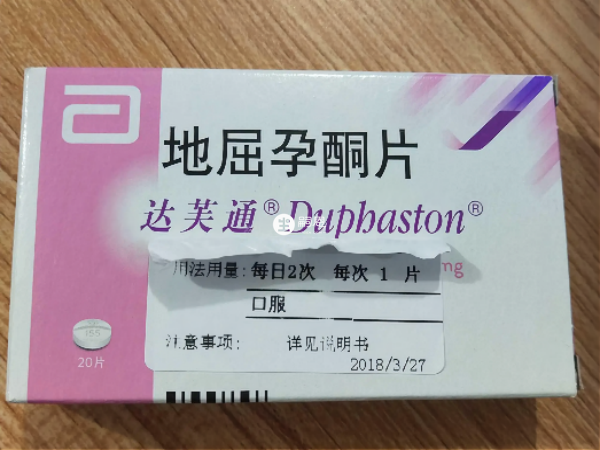 地屈孕酮片
达芙通® Duphaston®
mg
用法用量: 每日2次 每次 1 片
口服
注意事项: 详见说明书
2018/3/27
155
20片